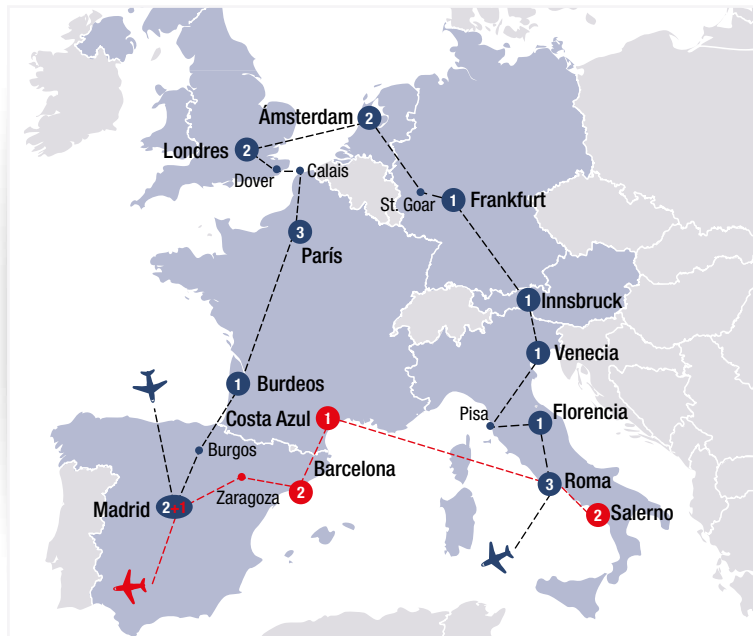 Ámsterdam
2
Londres
2
Dover
Calais
St. Goar
1
Frankfurt
3
París
1
Innsbruck
1
Venecia
1
Burdeos
Costa Azul
1
Pisa
Florencia
1
Burgos
Barcelona
2
Zaragoza
3
Roma
Madrid
2+1
2
Salerno